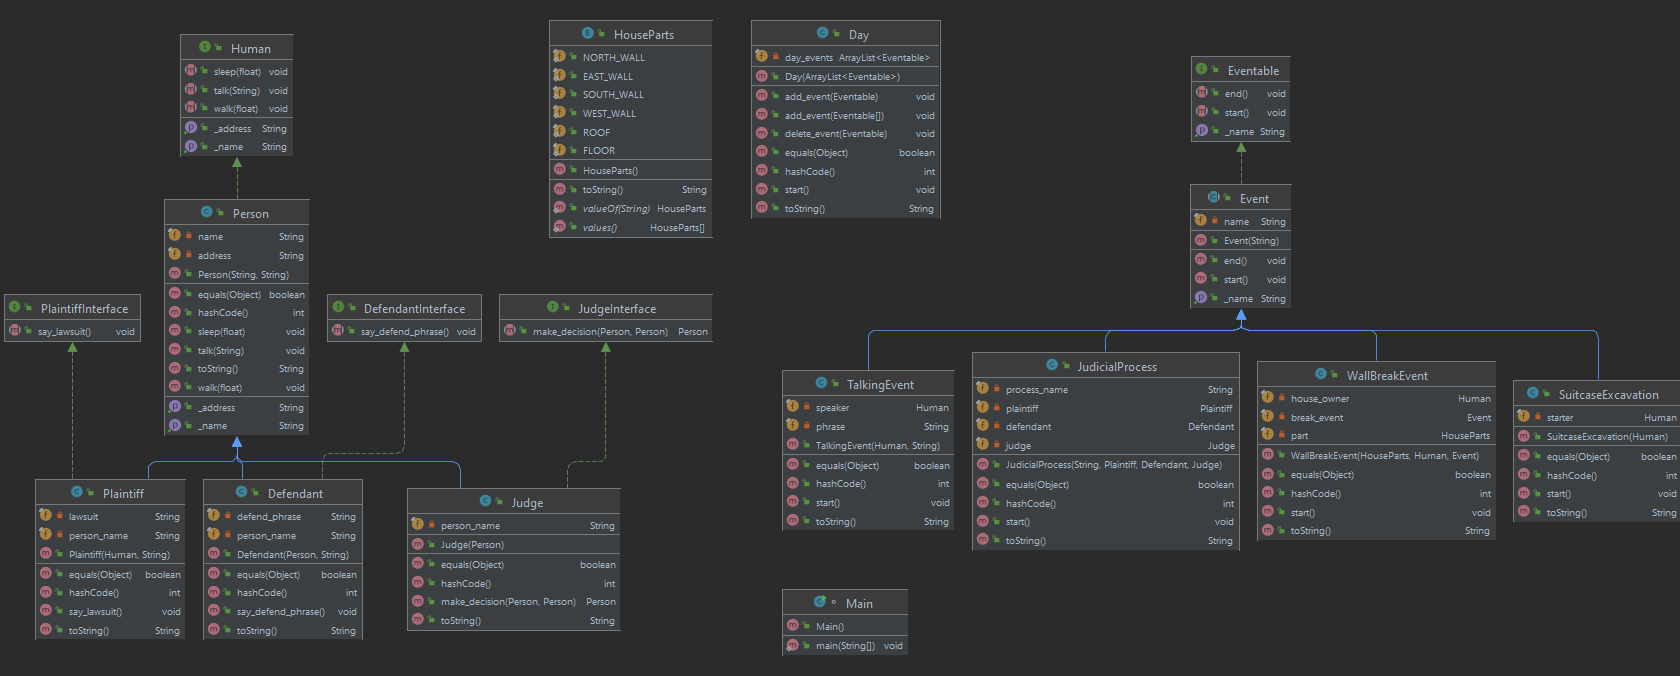 Human
sleep(float) void
talk(String) void
walk(float) void
_address String
_name String
HouseParts
NORTH_WALL
EAST_WALL
SOUTH_WALL
WEST_WALL
ROOF
FLOOR
HouseParts()
toString() String
valueOf(String) HouseParts
values() HouseParts[]
Day
day_events ArrayList<Eventable>
Day(ArrayList<Eventable>)
add_event(Eventable) void
add_event(Eventable[]) void
delete_event(Eventable) void
equals(Object) boolean
hashCode() int
start() void
toString() String
Eventable
end() void
start() void
_name String
Person
name String
address String
Person(String, String)
equals(Object) boolean
hashCode() int
sleep(float) void
talk(String) void
toString() String
walk(float) void
_address String
_name String
Event
name String
Event(String)
end() void
start() void
_name String
PlaintiffInterface
say_lawsuit() void
DefendantInterface
say_defend_phrase() void
JudgeInterface
make_decision(Person, Person) Person
TalkingEvent
speaker Human
phrase String
TalkingEvent(Human, String)
equals(Object) boolean
hashCode() int
start() void
toString() String
JudicialProcess
process_name String
plaintiff Plaintiff
defendant Defendant
judge Judge
JudicialProcess(String, Plaintiff, Defendant, Judge)
equals(Object) boolean
hashCode() int
start() void
toString() String
WallBreakEvent
house_owner Human
break_event Event
part HouseParts
WallBreakEvent(HouseParts, Human, Event)
equals(Object) boolean
hashCode() int
start() void
toString() String
SuitcaseExcavation
starter Human
SuitcaseExcavation(Human)
equals(Object) boolean
hashCode() int
start() void
toString() String
Plaintiff
lawsuit String
person_name String
Plaintiff(Human, String)
equals(Object) boolean
hashCode() int
say_lawsuit() void
toString() String
Defendant
defend_phrase String
person_name String
Defendant(Person, String)
equals(Object) boolean
hashCode() int
say_defend_phrase() void
toString() String
Judge
person_name String
Judge(Person)
equals(Object) boolean
hashCode() int
make_decision(Person, Person) Person
toString() String
Main
Main()
main(String[]) void